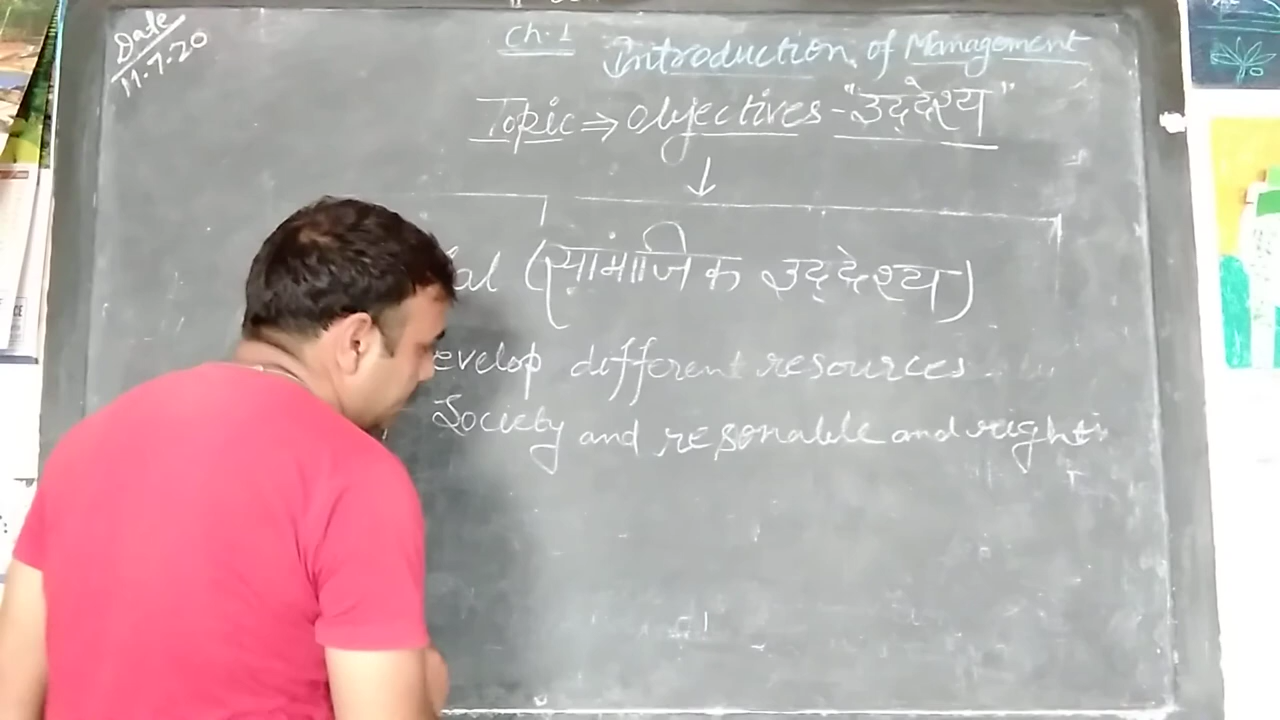 Date
11.7.20
Ch. 1 Introduction of Management
Topic ⇒ Objectives - "उद्देश्य"
(सामाजिक उद्देश्य)
evelop different resources
Society and resonable and right